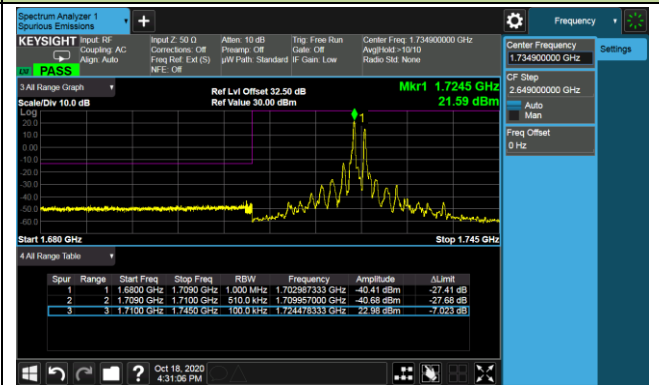 Spectrum Analyzer 1
Spurious Emissions
Frequency
KEYSIGHT Input: RF
Coupling: AC
Align: Auto
Input Z: 50 Ω
Corrections: Off
Freq Ref: Ext (S)
NFE: Off
Atten: 10 dB
Preamp: Off
µW Path: Standard
Trig: Free Run
Gate: Off
IF Gain: Low
Center Freq: 1.734900000 GHz
Avg|Hold:>10/10
Radio Std: None
PASS
Center Frequency
1.734900000 GHz
Settings
CF Step
2.649000000 GHz
Auto
Man
Freq Offset
0 Hz
3 All Range Graph
Scale/Div 10.0 dB
Ref Lvl Offset 32.50 dB
Ref Value 30.00 dBm
Mkr1 1.7245 GHz
21.59 dBm
Log
20.0
10.0
0.00
-10.0
-20.0
-30.0
-40.0
-50.0
-60.0
1
Start 1.680 GHz
Stop 1.745 GHz
4 All Range Table
Spur Range Start Freq Stop Freq RBW Frequency Amplitude ΔLimit
1 1 1.6800 GHz 1.7090 GHz 1.000 MHz 1.702987333 GHz -40.41 dBm -27.41 dB
2 2 1.7090 GHz 1.7100 GHz 510.0 kHz 1.709957000 GHz -40.68 dBm -27.68 dB
3 3 1.7100 GHz 1.7450 GHz 100.0 kHz 1.724478333 GHz 22.98 dBm -7.023 dB
Oct 18, 2020
4:31:06 PM